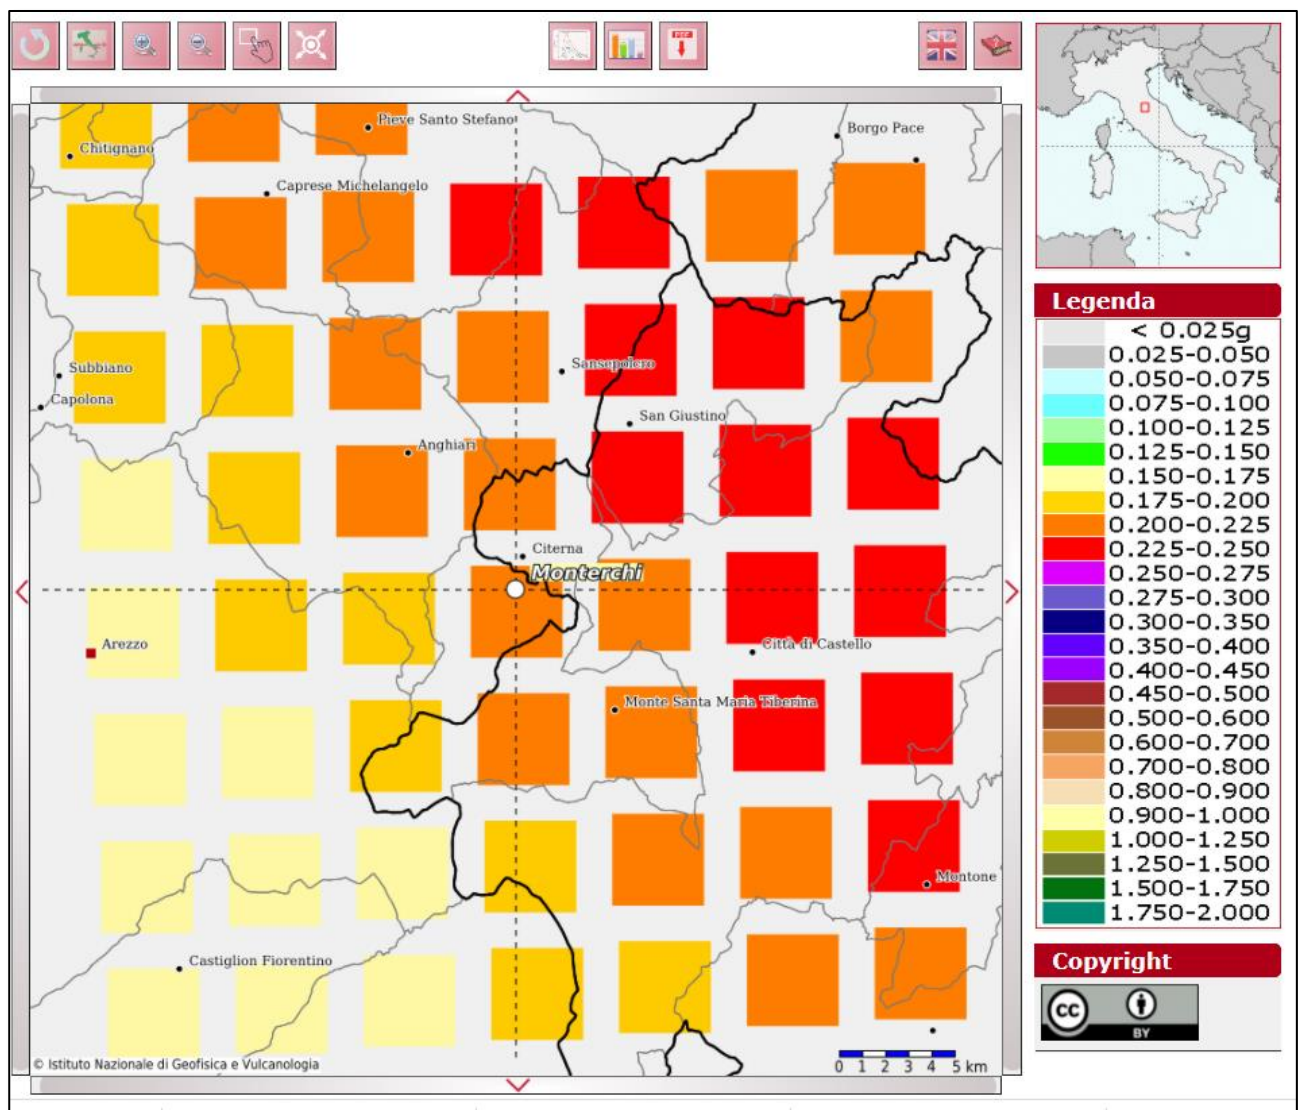 PDF
Pieve Santo Stefano
Borgo Pace
Chitignano
Caprese Michelangelo
Subbiano
Sansepolcro
Capolona
San Giustino
Anghiari
Citerna
Monterchi
Arezzo
Città di Castello
Monte Santa Maria Tiberina
Montone
Castiglion Fiorentino
© Istituto Nazionale di Geofisica e Vulcanologia
0 1 2 3 4 5 km
Legenda
< 0.025g
0.025-0.050
0.050-0.075
0.075-0.100
0.100-0.125
0.125-0.150
0.150-0.175
0.175-0.200
0.200-0.225
0.225-0.250
0.250-0.275
0.275-0.300
0.300-0.350
0.350-0.400
0.400-0.450
0.450-0.500
0.500-0.600
0.600-0.700
0.700-0.800
0.800-0.900
0.900-1.000
1.000-1.250
1.250-1.500
1.500-1.750
1.750-2.000
Copyright
cc
BY